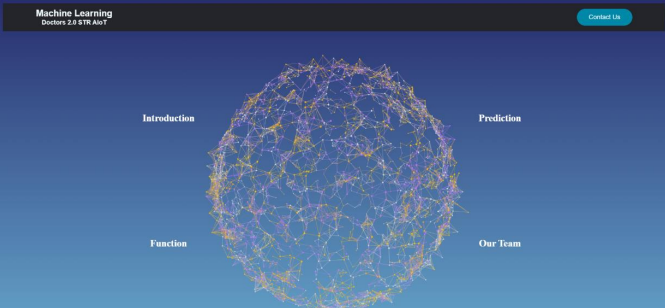 Machine Learning
Doctors 2.0 STR AIoT
Contact Us
Introduction
Prediction
Function
Our Team